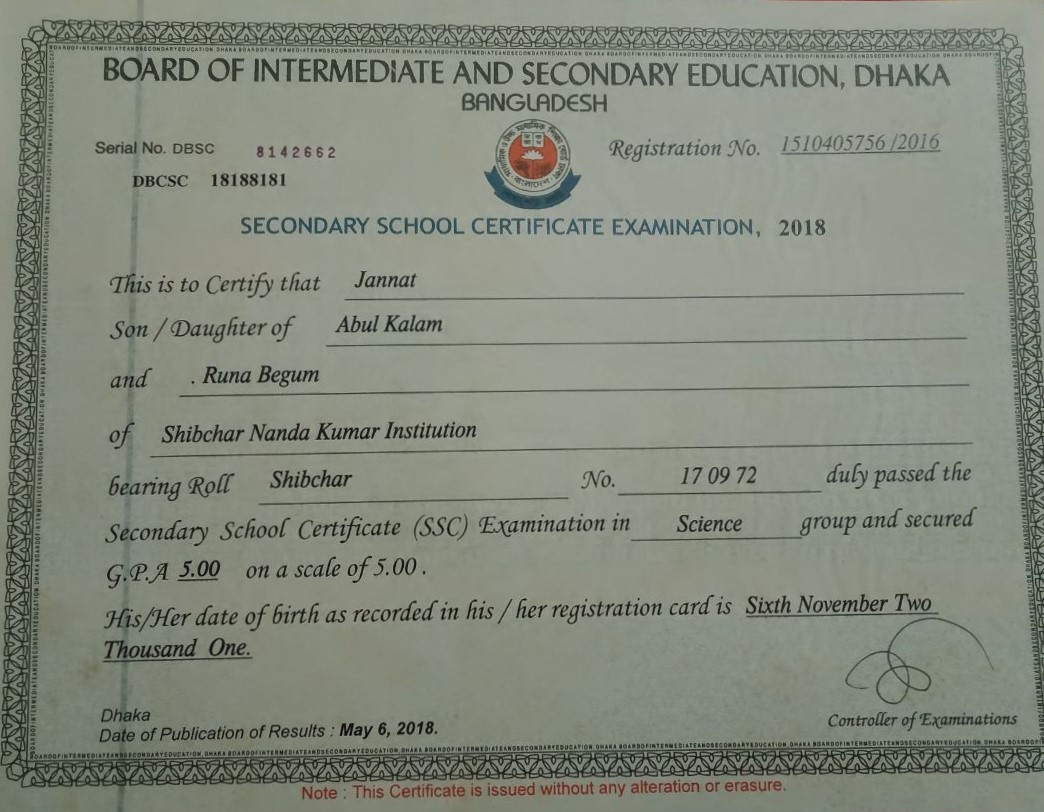 BOARD OF INTERMEDIATE AND SECONDARY EDUCATION, DHAKA
BANGLADESH
Serial No. DBSC 8142662
Registration No. 1510405756 /2016
DBCSC 18188181
SECONDARY SCHOOL CERTIFICATE EXAMINATION, 2018
This is to Certify that Jannat
Son / Daughter of Abul Kalam
and . Runa Begum
of Shibchar Nanda Kumar Institution
bearing Roll Shibchar No. 17 09 72 duly passed the
Secondary School Certificate (SSC) Examination in Science group and secured
G.P.A 5.00 on a scale of 5.00 .
His/Her date of birth as recorded in his / her registration card is Sixth November Two
Thousand One.
Dhaka
Date of Publication of Results : May 6, 2018.
Controller of Examinations
Note : This Certificate is issued without any alteration or erasure.